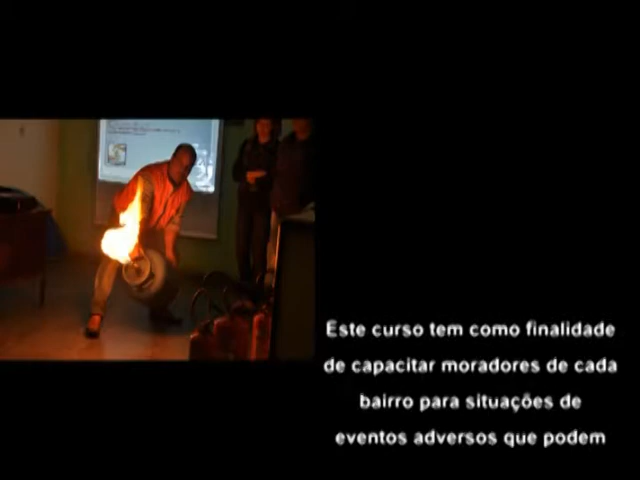 Este curso tem como finalidade
de capacitar moradores de cada
bairro para situações de
eventos adversos que podem